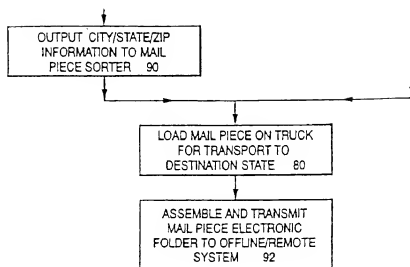 OUTPUT CITY/STATE/ZIP
INFORMATION TO MAIL
PIECE SORTER 90
LOAD MAIL PIECE ON TRUCK
FOR TRANSPORT TO
DESTINATION STATE 80
ASSEMBLE AND TRANSMIT
MAIL PIECE ELECTRONIC
FOLDER TO OFFLINE/REMOTE
SYSTEM 92